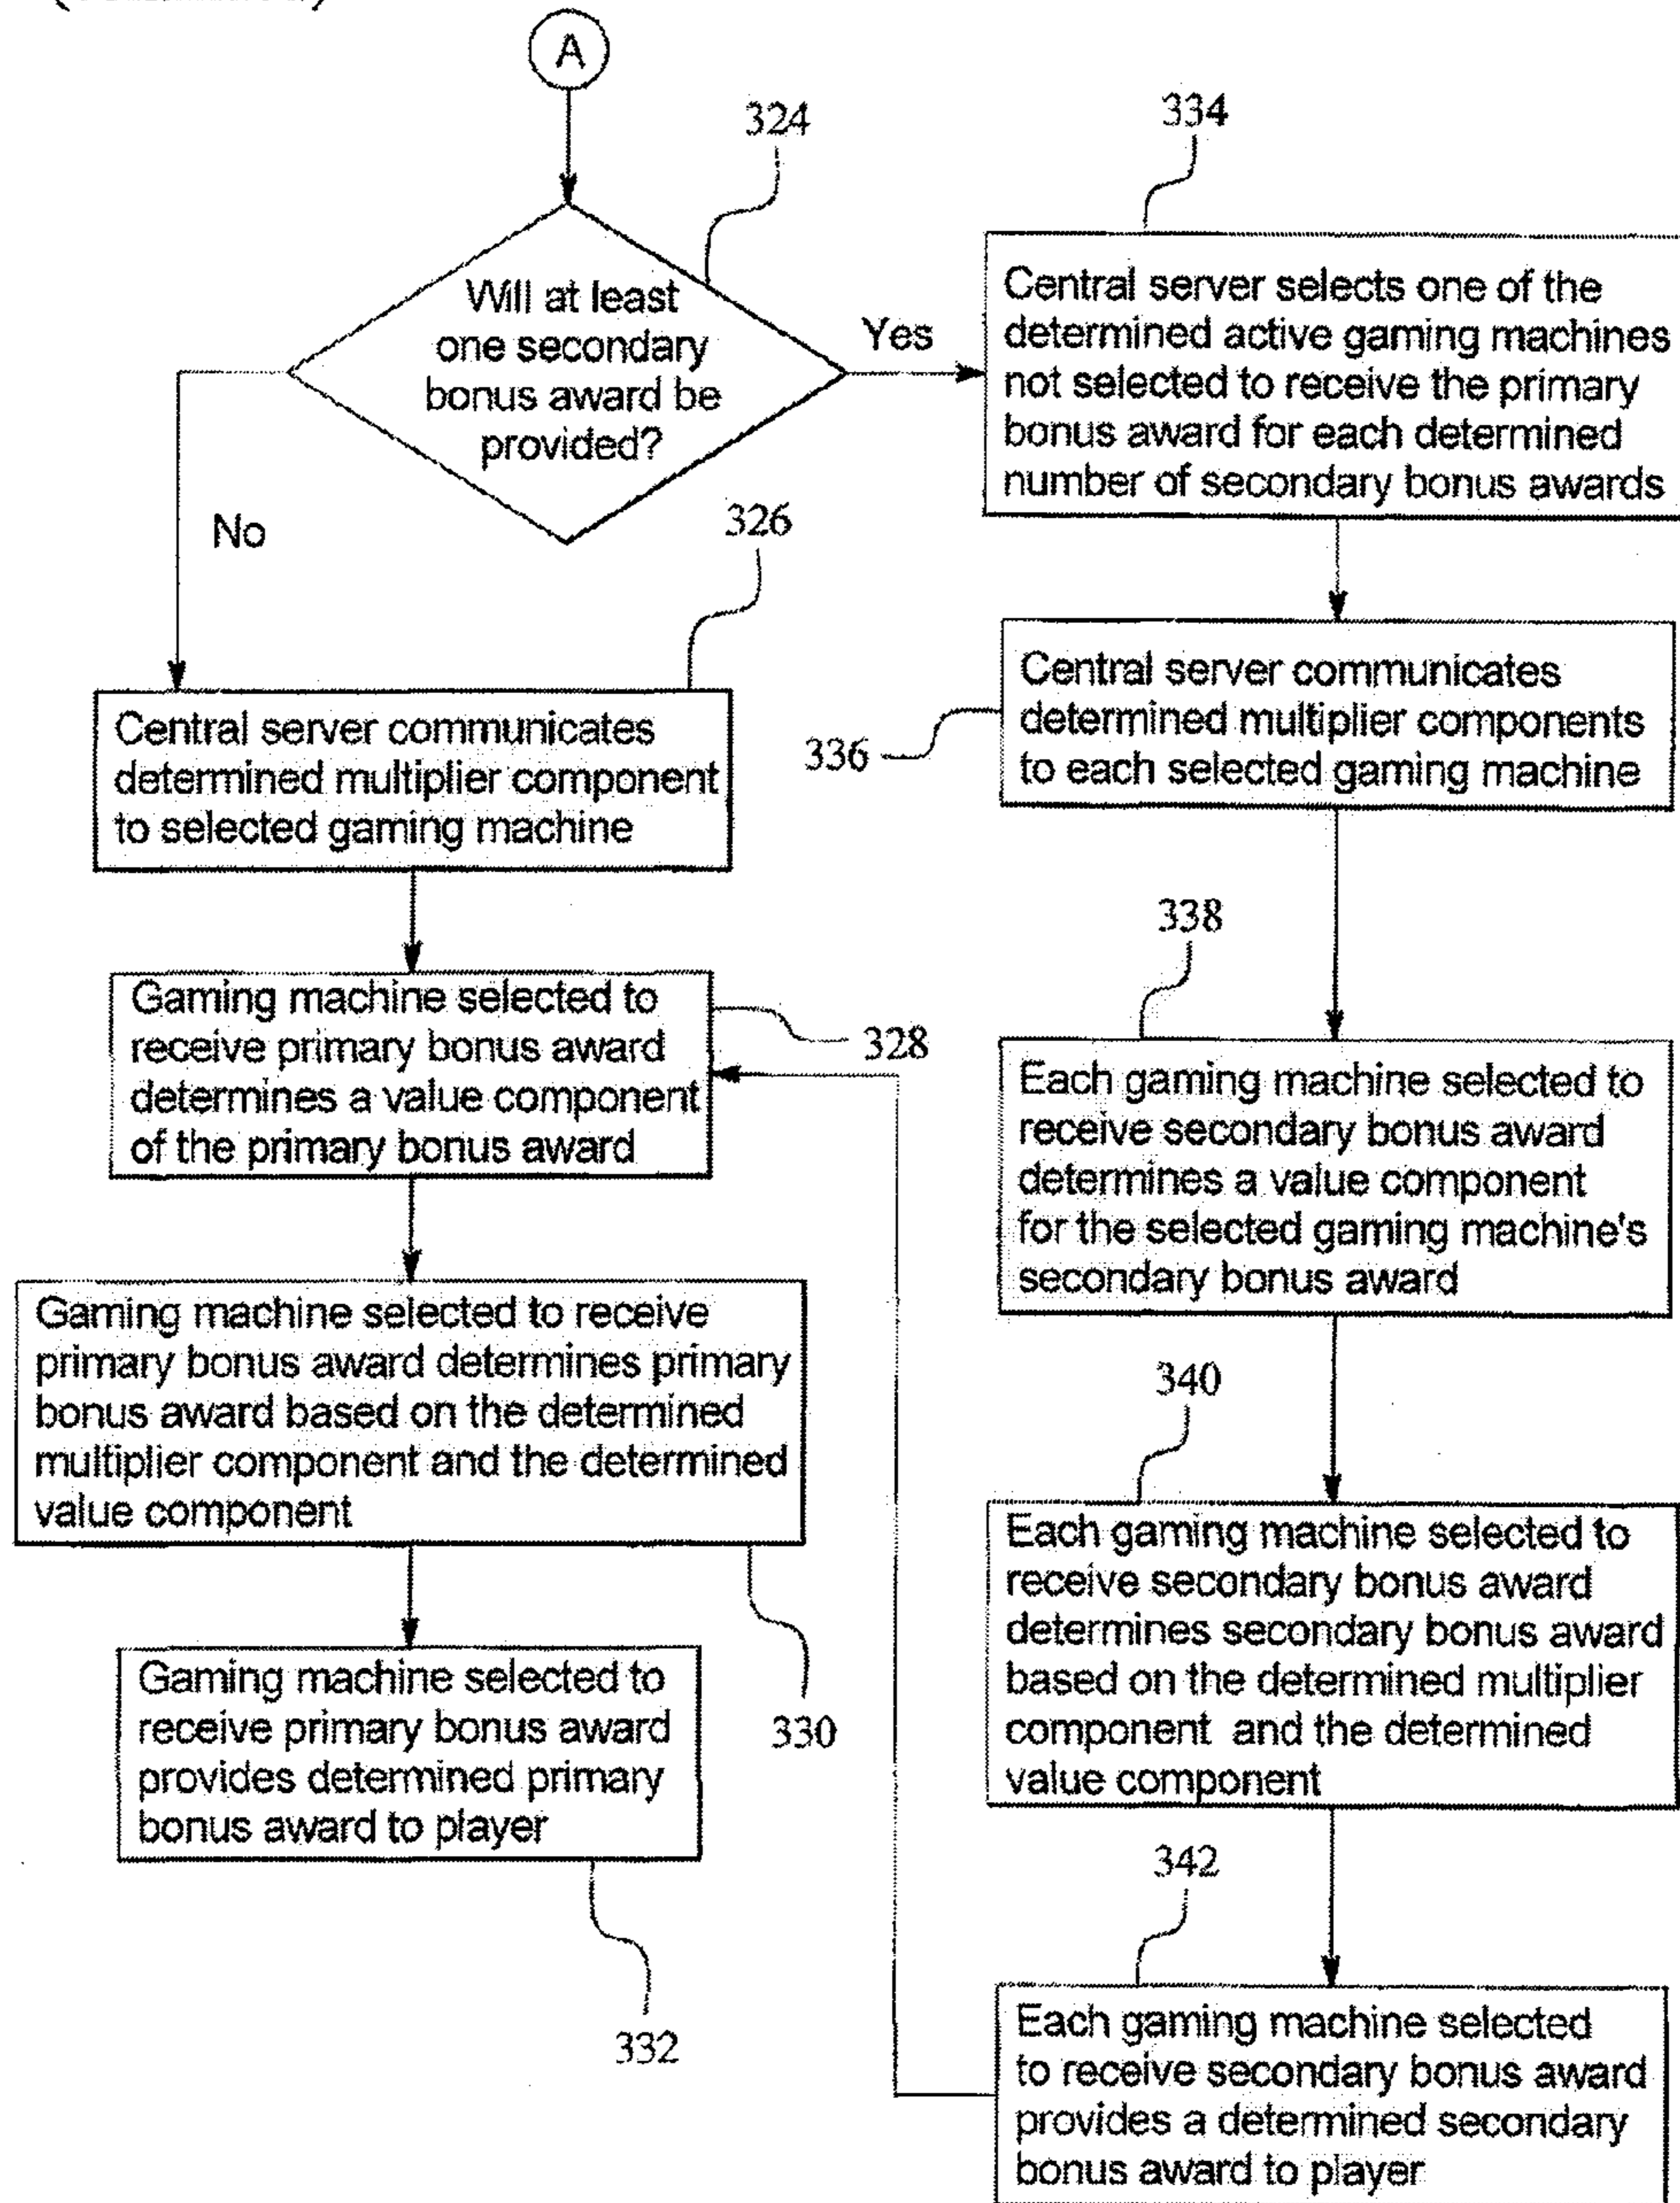 A
324
Will at least
one secondary
bonus award be
provided?
Yes
No
334
Central server selects one of the
determined active gaming machines
not selected to receive the primary
bonus award for each determined
number of secondary bonus awards
326
Central server communicates
determined multiplier component
to selected gaming machine
336
Central server communicates
determined multiplier components
to each selected gaming machine
328
Gaming machine selected to
receive primary bonus award
determines a value component
of the primary bonus award
338
Each gaming machine selected to
receive secondary bonus award
determines a value component
for the selected gaming machine's
secondary bonus award
Gaming machine selected to receive
primary bonus award determines primary
bonus award based on the determined
multiplier component and the determined
value component
330
340
Each gaming machine selected to
receive secondary bonus award
determines secondary bonus award
based on the determined multiplier
component and the determined
value component
Gaming machine selected to
receive primary bonus award
provides determined primary
bonus award to player
332
342
Each gaming machine selected
to receive secondary bonus award
provides a determined secondary
bonus award to player